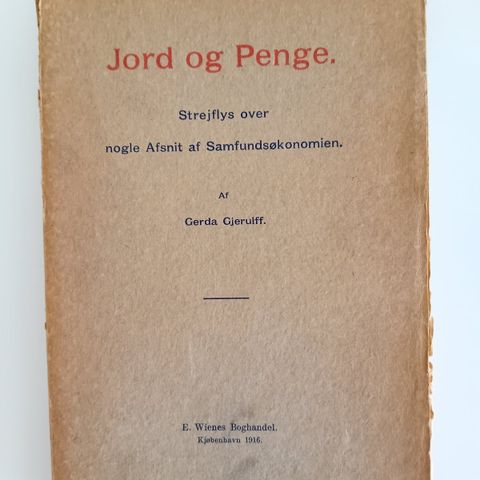 Jord og Penge.
Strejflys over
nogle Afsnit af Samfundsøkonomien.
Af
Gerda Gjerulff.
E. Wienes Boghandel.
Kjøbenhavn 1916.